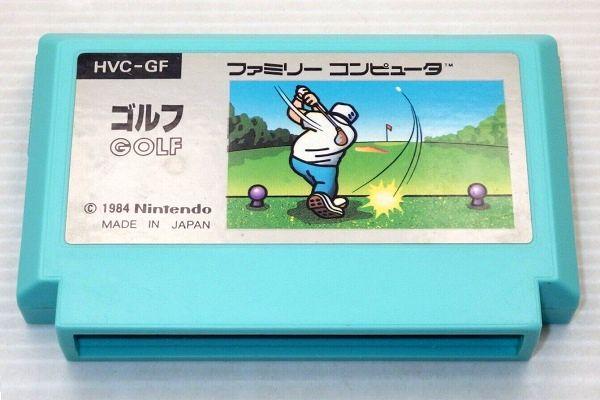 HVC-GF
ファミリー コンピュータ™
ゴルフ
GOLF
© 1984 Nintendo
MADE IN JAPAN